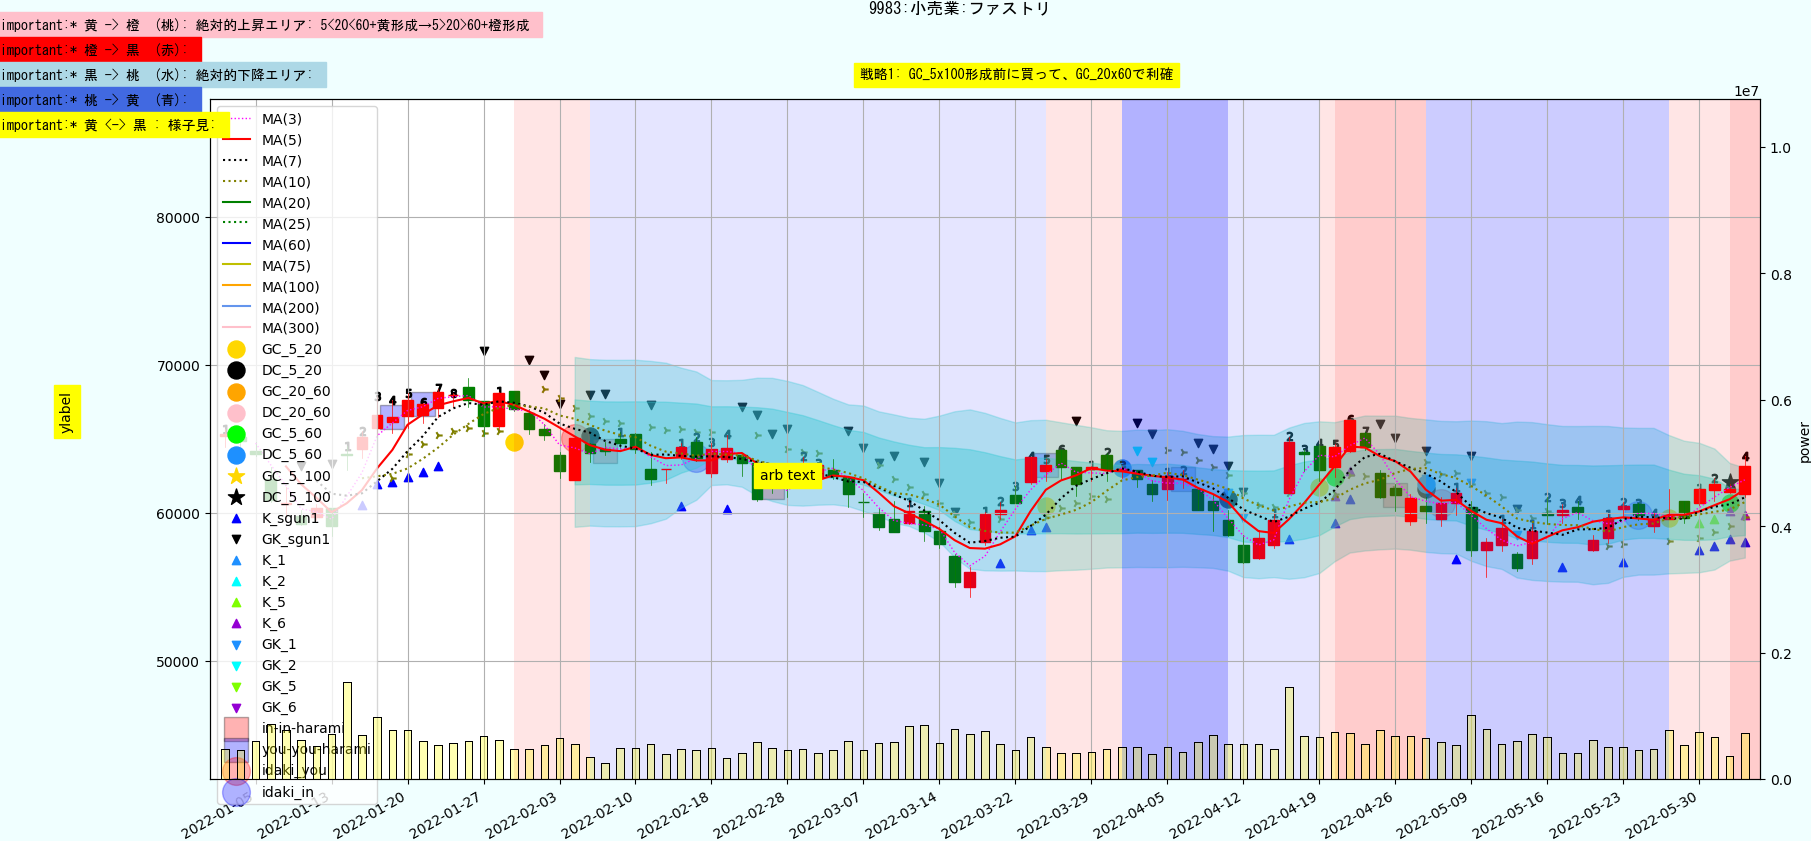 9983:小売業:ファストリ
important:* 黄 -> 橙 (桃): 絶対的上昇エリア: 5<20<60+黄形成→5>20>60+橙形成
important:* 橙 -> 黒 (赤):
important:* 黒 -> 桃 (水): 絶対的下降エリア:
important:* 桃 -> 黄 (青):
important:* 黄 <-> 黒 : 様子見:
戦略1: GC_5x100形成前に買って、GC_20x60で利確
1e7
MA(3)
MA(5)
MA(7)
MA(10)
MA(20)
MA(25)
MA(60)
MA(75)
MA(100)
MA(200)
MA(300)
GC_5_20
DC_5_20
GC_20_60
DC_20_60
GC_5_60
DC_5_60
GC_5_100
DC_5_100
K_sgun1
GK_sgun1
K_1
K_2
K_5
K_6
GK_1
GK_2
GK_5
GK_6
in-in-harami
you-you-harami
idaki_you
idaki_in
80000
70000
60000
50000
ylabel
arb text
1.0
0.8
0.6
0.4
0.2
0.0
power
2022-01-05
2022-01-13
2022-01-20
2022-01-27
2022-02-03
2022-02-10
2022-02-18
2022-02-28
2022-03-07
2022-03-14
2022-03-22
2022-03-29
2022-04-05
2022-04-12
2022-04-19
2022-04-26
2022-05-09
2022-05-16
2022-05-23
2022-05-30